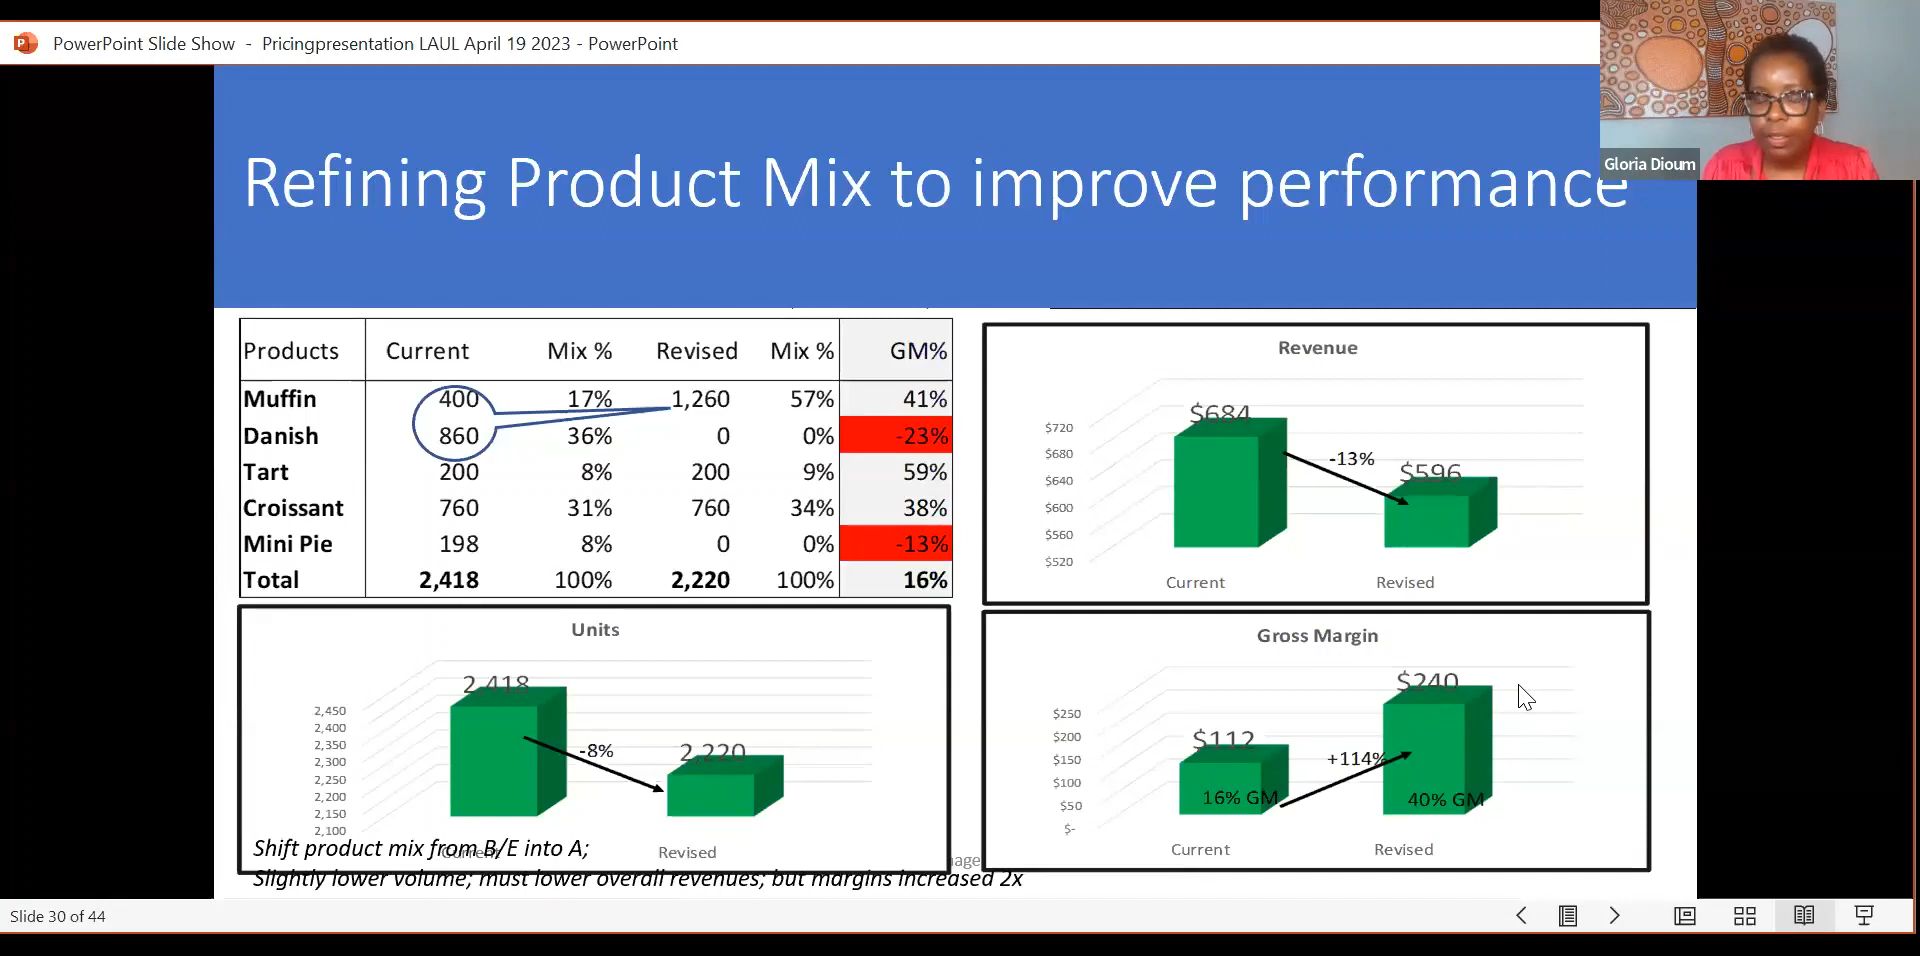 PowerPoint Slide Show - Pricingpresentation LAUL April 19 2023 - PowerPoint
Gloria Dioum
Refining Product Mix to improve performance
Products Current Mix % Revised Mix % GM%
Muffin 400 17% 1,260 57% 41%
Danish 860 36% 0 0% -23%
Tart 200 8% 200 9% 59%
Croissant 760 31% 760 34% 38%
Mini Pie 198 8% 0 0% -13%
Total 2,418 100% 2,220 100% 16%
Revenue
$684
$596
-13%
$720
$680
$640
$600
$560
$520
Current Revised
Units
2,418
2,220
-8%
2,450
2,400
2,350
2,300
2,250
2,200
2,150
2,100
Current Revised
Gross Margin
$240
$112
+114%
16% GM 40% GM
$250
$200
$150
$100
$50
$-
Current Revised
Shift product mix from B/E into A;
Slightly lower volume; must lower overall revenues; but margins increased 2x
Slide 30 of 44